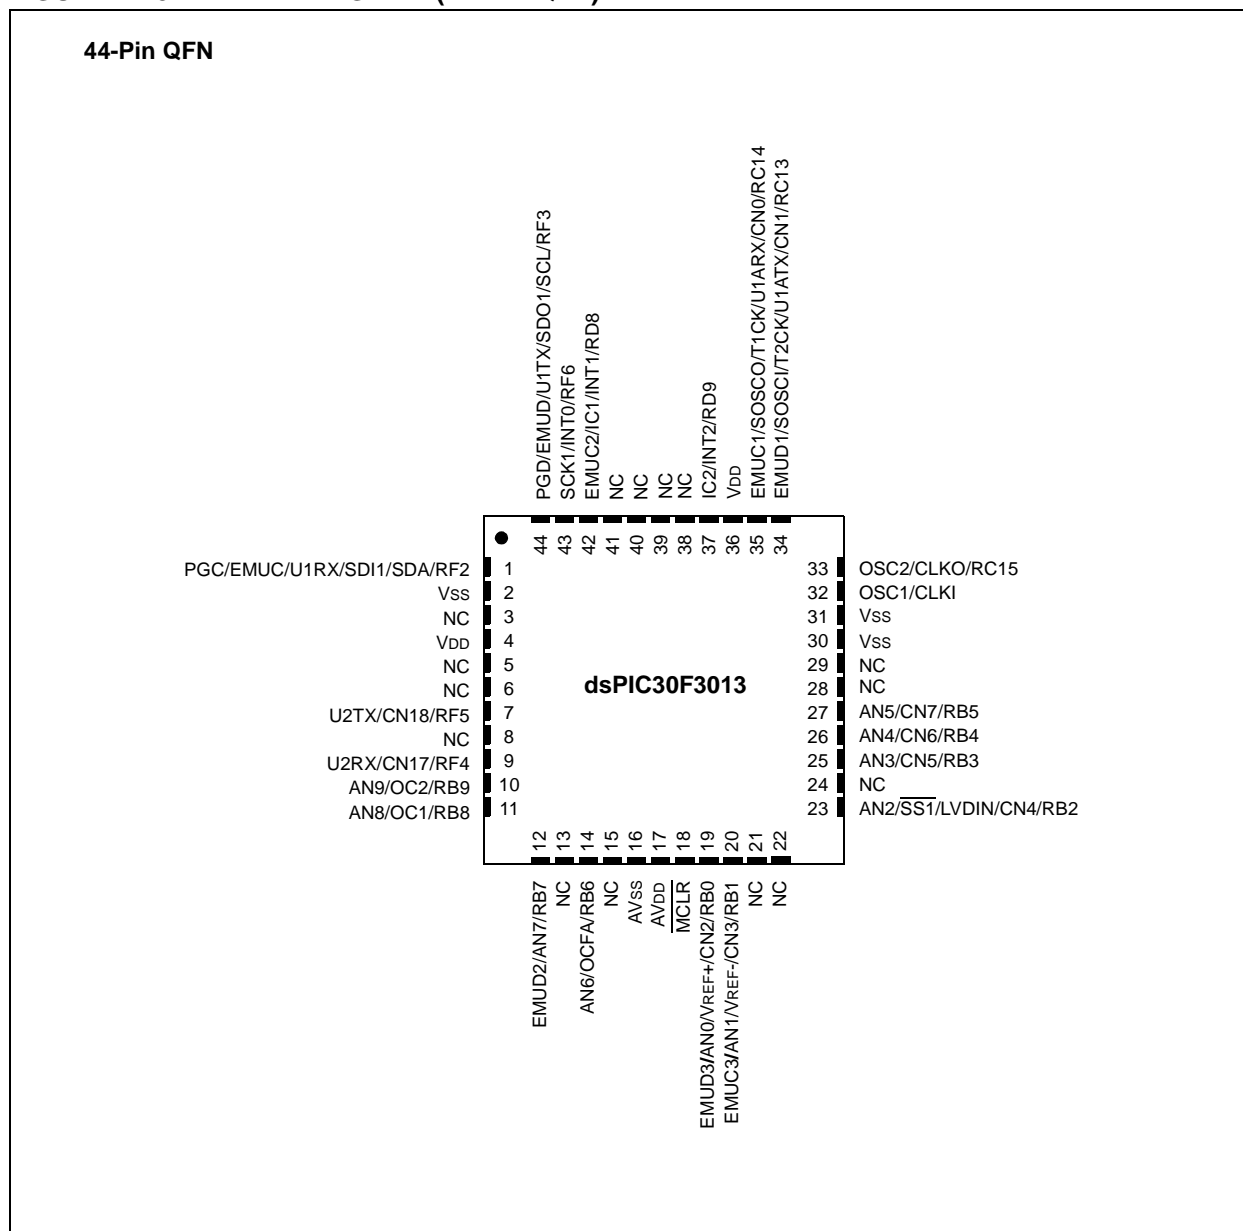 44-Pin QFN
PGD/EMUD/U1TX/SDO1/SCL/RF3
SCK1/INT0/RF6
EMUC2/IC1/INT1/RD8
NC
NC
NC
NC
IC2/INT2/RD9
VDD
EMUC1/SOSCO/T1CK/U1ARX/CN0/RC14
EMUD1/SOSCI/T2CK/U1ATX/CN1/RC13
44
43
42
41
40
39
38
37
36
35
34
PGC/EMUC/U1RX/SDI1/SDA/RF2 1
VSS 2
NC 3
VDD 4
NC 5
NC 6
U2TX/CN18/RF5 7
NC 8
U2RX/CN17/RF4 9
AN9/OC2/RB9 10
AN8/OC1/RB8 11
dsPIC30F3013
33 OSC2/CLKO/RC15
32 OSC1/CLKI
31 VSS
30 VSS
29 NC
28 NC
27 AN5/CN7/RB5
26 AN4/CN6/RB4
25 AN3/CN5/RB3
24 NC
23 AN2/SS1/LVDIN/CN4/RB2
12
13
14
15
16
17
18
19
20
21
22
EMUD2/AN7/RB7
NC
AN6/OCFA/RB6
NC
AVSS
AVDD
MCLR
EMUD3/AN0/VREF+/CN2/RB0
EMUC3/AN1/VREF-/CN3/RB1
NC
NC